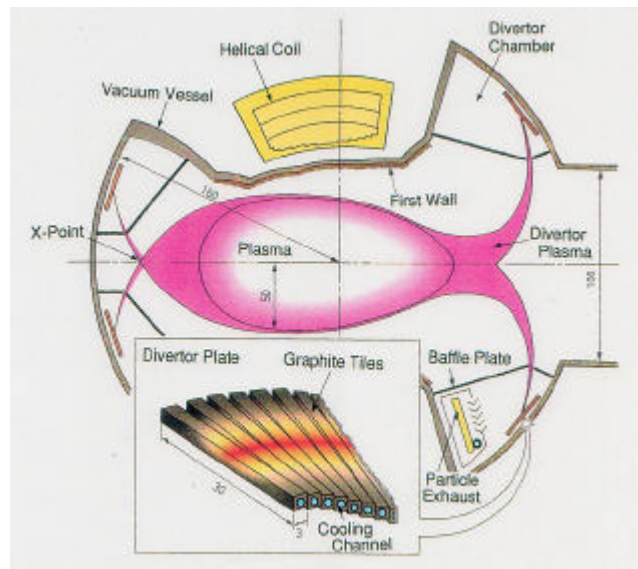 Divertor
Chamber
Helical Coil
Vacuum Vessel
160
First Wall
X-Point
Plasma
Divertor
Plasma
50
Divertor Plate
Graphite Tiles
Baffle Plate
30
3
Cooling
Channel
Particle
Exhaust